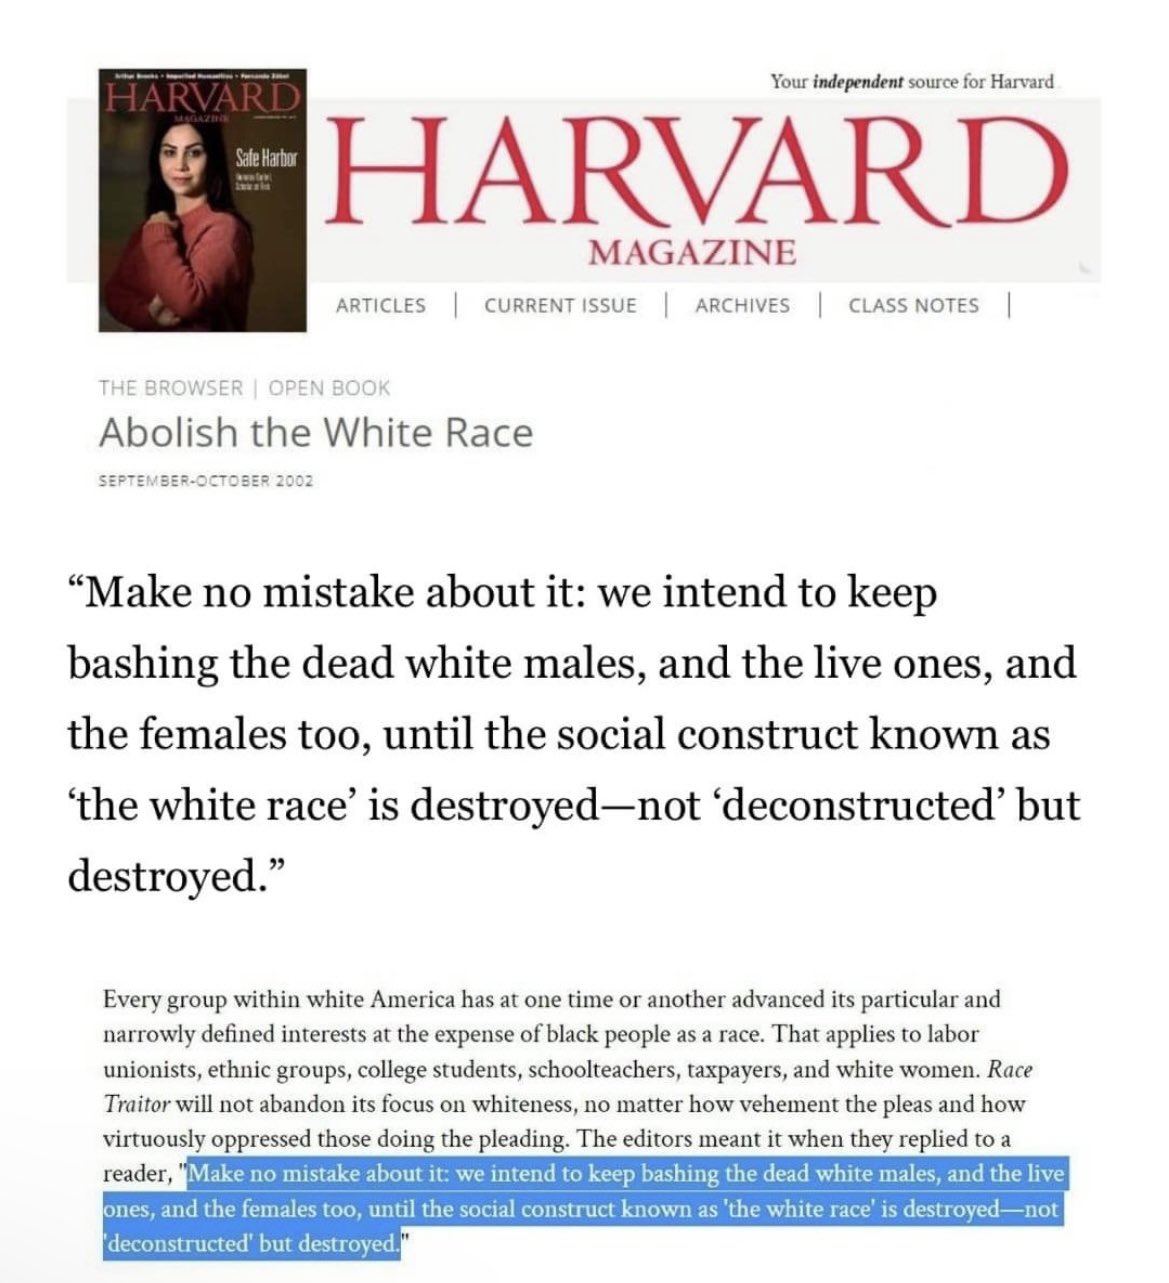 Your independent source for Harvard
Arthur Brooks • Imperiled Humanities • Fernando Zóbel
HARVARD
MAGAZINE
Safe Harbor
HARVARD
MAGAZINE
ARTICLES | CURRENT ISSUE | ARCHIVES | CLASS NOTES |
THE BROWSER | OPEN BOOK
Abolish the White Race
SEPTEMBER-OCTOBER 2002
“Make no mistake about it: we intend to keep
bashing the dead white males, and the live ones, and
the females too, until the social construct known as
‘the white race’ is destroyed—not ‘deconstructed’ but
destroyed.”
Every group within white America has at one time or another advanced its particular and
narrowly defined interests at the expense of black people as a race. That applies to labor
unionists, ethnic groups, college students, schoolteachers, taxpayers, and white women. Race
Traitor will not abandon its focus on whiteness, no matter how vehement the pleas and how
virtuously oppressed those doing the pleading. The editors meant it when they replied to a
reader, "Make no mistake about it: we intend to keep bashing the dead white males, and the live
ones, and the females too, until the social construct known as 'the white race' is destroyed—not
'deconstructed' but destroyed."